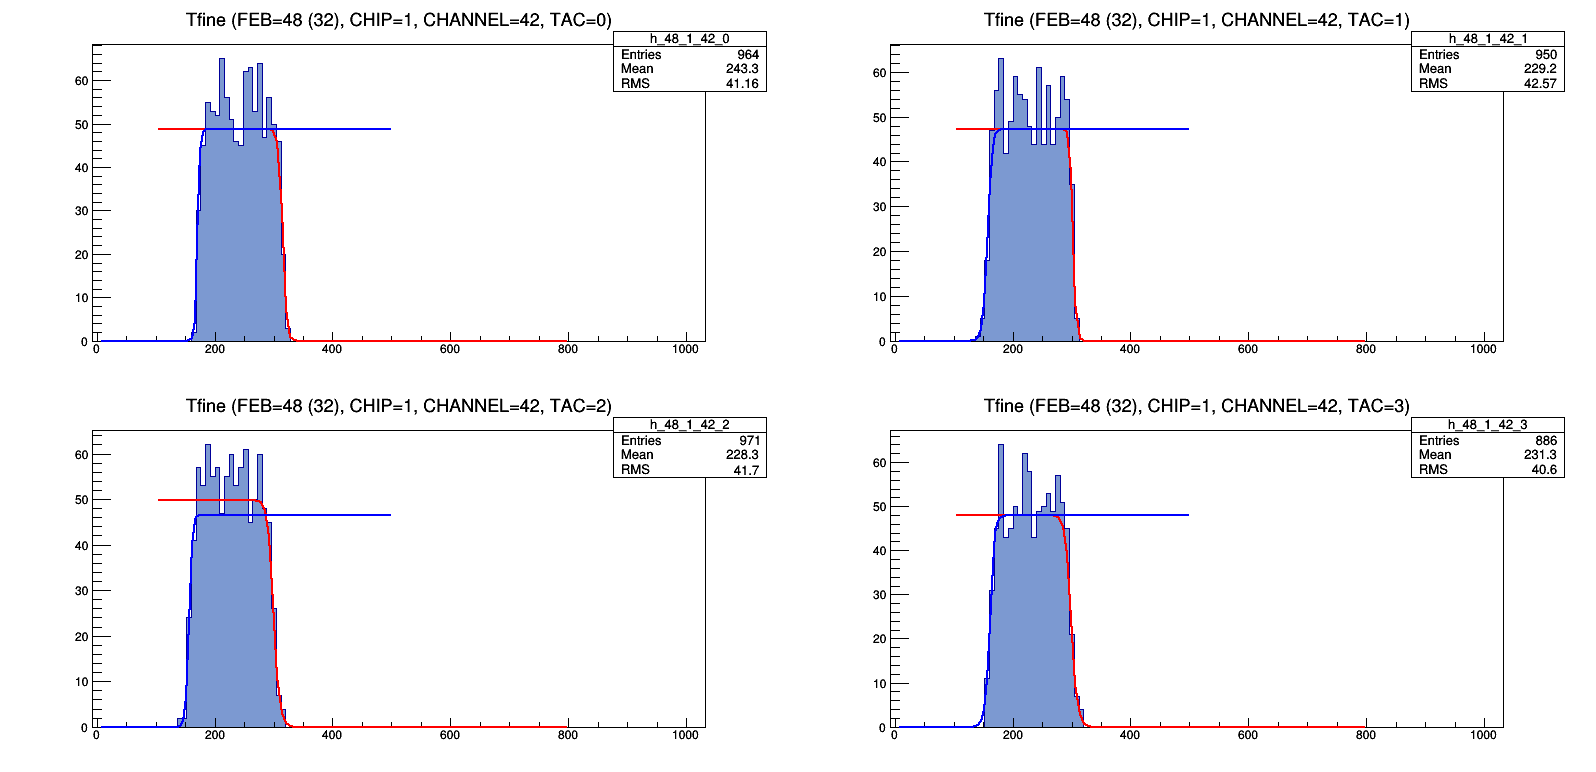 Tfine (FEB=48 (32), CHIP=1, CHANNEL=42, TAC=0)
h_48_1_42_0
Entries 964
Mean 243.3
RMS 41.16
60
50
40
30
20
10
0
0 200 400 600 800 1000
Tfine (FEB=48 (32), CHIP=1, CHANNEL=42, TAC=1)
h_48_1_42_1
Entries 950
Mean 229.2
RMS 42.57
60
50
40
30
20
10
0
0 200 400 600 800 1000
Tfine (FEB=48 (32), CHIP=1, CHANNEL=42, TAC=2)
h_48_1_42_2
Entries 971
Mean 228.3
RMS 41.7
60
50
40
30
20
10
0
0 200 400 600 800 1000
Tfine (FEB=48 (32), CHIP=1, CHANNEL=42, TAC=3)
h_48_1_42_3
Entries 886
Mean 231.3
RMS 40.6
60
50
40
30
20
10
0
0 200 400 600 800 1000